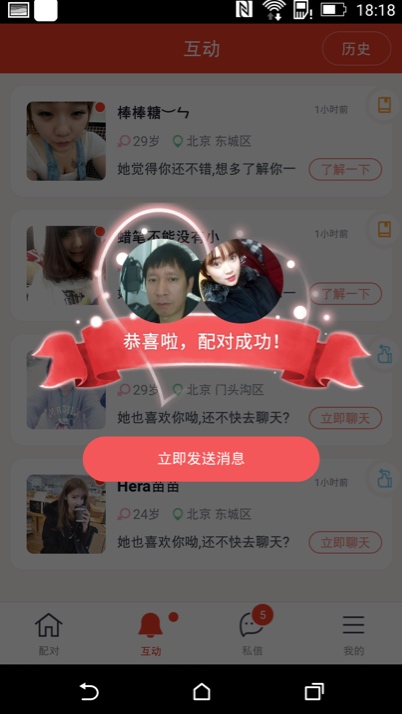 18:18
互动
历史
棒棒糖︶ㄣ
1小时前
29岁
北京 东城区
她觉得你还不错,想多了解你一
了解一下
蜡笔不能没有小
1小时前
了解一下
恭喜啦，配对成功！
29岁
北京 门头沟区
她也喜欢你呦,还不快去聊天?
立即聊天
立即发送消息
Hera苗苗
1小时前
24岁
北京 东城区
她也喜欢你呦,还不快去聊天?
立即聊天
5
配对
互动
私信
我的